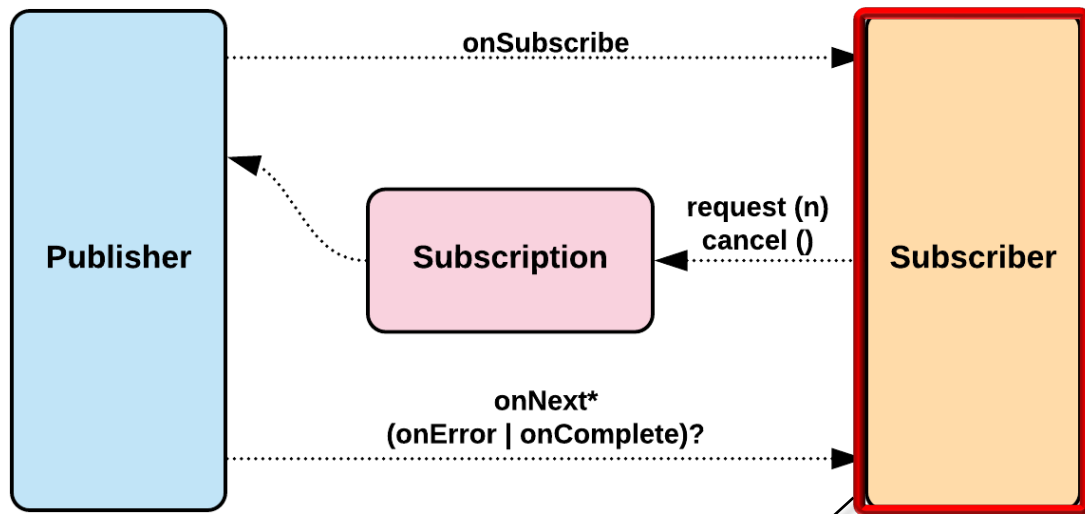 onSubscribe
Publisher
Subscription
request (n)
cancel ()
Subscriber
onNext*
(onError | onComplete)?